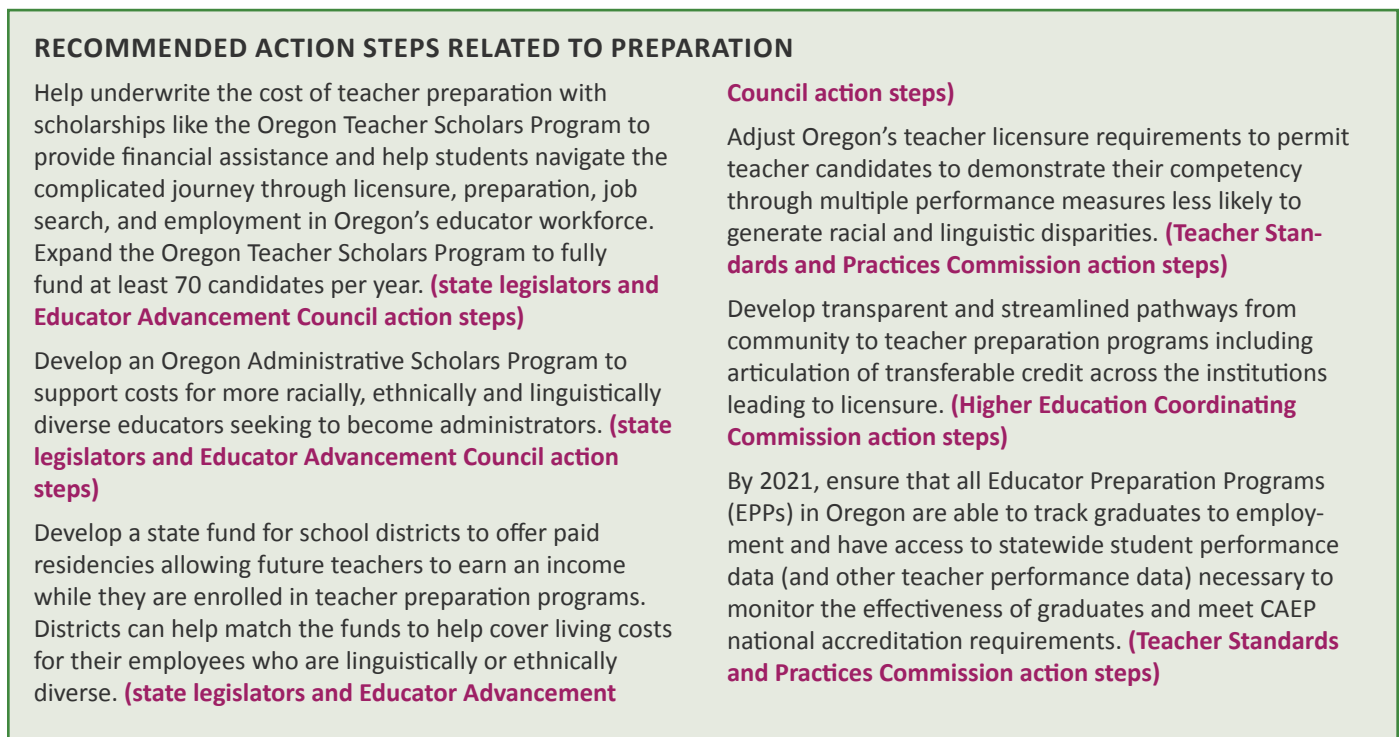 RECOMMENDED ACTION STEPS RELATED TO PREPARATION
Help underwrite the cost of teacher preparation with
scholarships like the Oregon Teacher Scholars Program to
provide financial assistance and help students navigate the
complicated journey through licensure, preparation, job
search, and employment in Oregon’s educator workforce.
Expand the Oregon Teacher Scholars Program to fully
fund at least 70 candidates per year. (state legislators and
Educator Advancement Council action steps)
Develop an Oregon Administrative Scholars Program to
support costs for more racially, ethnically and linguistically
diverse educators seeking to become administrators. (state
legislators and Educator Advancement Council action
steps)
Develop a state fund for school districts to offer paid
residencies allowing future teachers to earn an income
while they are enrolled in teacher preparation programs.
Districts can help match the funds to help cover living costs
for their employees who are linguistically or ethnically
diverse. (state legislators and Educator Advancement
Council action steps)
Adjust Oregon’s teacher licensure requirements to permit
teacher candidates to demonstrate their competency
through multiple performance measures less likely to
generate racial and linguistic disparities. (Teacher Stan-
dards and Practices Commission action steps)
Develop transparent and streamlined pathways from
community to teacher preparation programs including
articulation of transferable credit across the institutions
leading to licensure. (Higher Education Coordinating
Commission action steps)
By 2021, ensure that all Educator Preparation Programs
(EPPs) in Oregon are able to track graduates to employ-
ment and have access to statewide student performance
data (and other teacher performance data) necessary to
monitor the effectiveness of graduates and meet CAEP
national accreditation requirements. (Teacher Standards
and Practices Commission action steps)